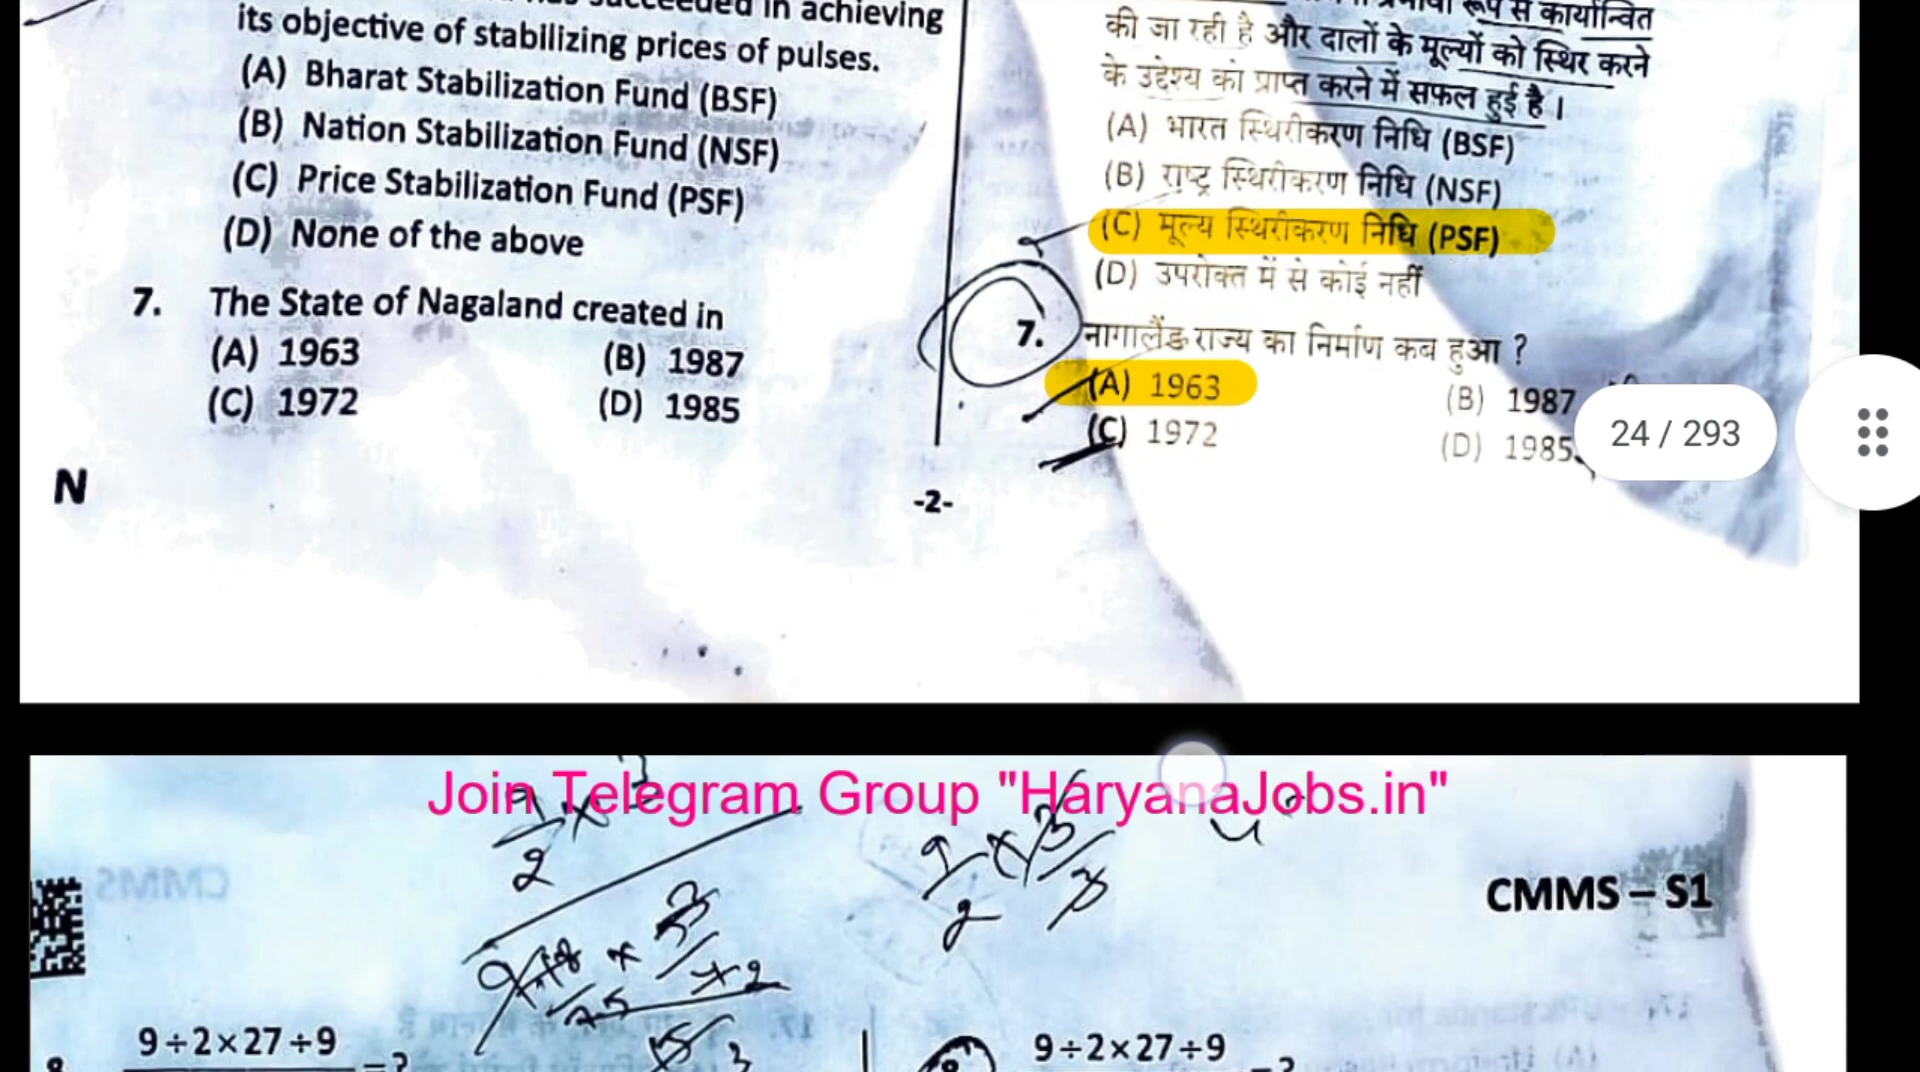 its objective of stabilizing prices of pulses.
(A) Bharat Stabilization Fund (BSF)
(B) Nation Stabilization Fund (NSF)
(C) Price Stabilization Fund (PSF)
(D) None of the above
7. The State of Nagaland created in
(A) 1963 (B) 1987
(C) 1972 (D) 1985
N
-2-
रूप से कार्यान्वित
की जा रही है और दालों के मूल्यों को स्थिर करने
के उद्देश्य को प्राप्त करने में सफल हुई है।
(A) भारत स्थिरीकरण निधि (BSF)
(B) राष्ट्र स्थिरीकरण निधि (NSF)
(C) मूल्य स्थिरीकरण निधि (PSF)
(D) उपरोक्त में से कोई नहीं
7. नागालैंड राज्य का निर्माण कब हुआ ?
(A) 1963 (B) 1987
(C) 1972 (D) 1985
24 / 293
Join Telegram Group "HaryanaJobs.in"
CMMS – S1
9÷2×27÷9 = ?
9÷2×27÷9 = ?